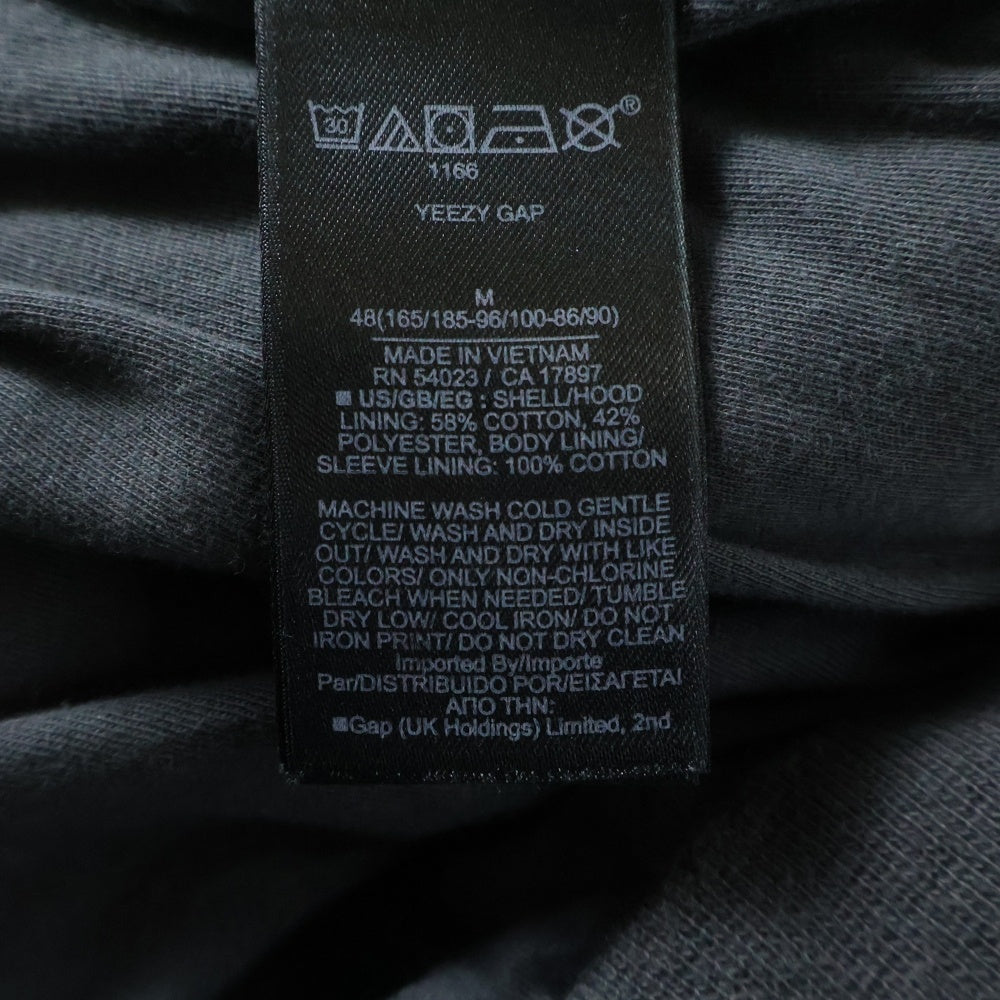 30
®
1166
YEEZY GAP
M
48(165/185-96/100-86/90)
MADE IN VIETNAM
RN 54023 / CA 17897
US/GB/EG : SHELL/HOOD
LINING: 58% COTTON, 42%
POLYESTER, BODY LINING/
SLEEVE LINING: 100% COTTON
MACHINE WASH COLD GENTLE
CYCLE/ WASH AND DRY INSIDE
OUT/ WASH AND DRY WITH LIKE
COLORS/ ONLY NON-CHLORINE
BLEACH WHEN NEEDED/ TUMBLE
DRY LOW/ COOL IRON/ DO NOT
IRON PRINT/ DO NOT DRY CLEAN
Imported By/Importe
Par/DISTRIBUIDO POR/ΕΙΣΑΓΕΤΑΙ
ΑΠΟ ΤΗΝ:
Gap (UK Holdings) Limited, 2nd